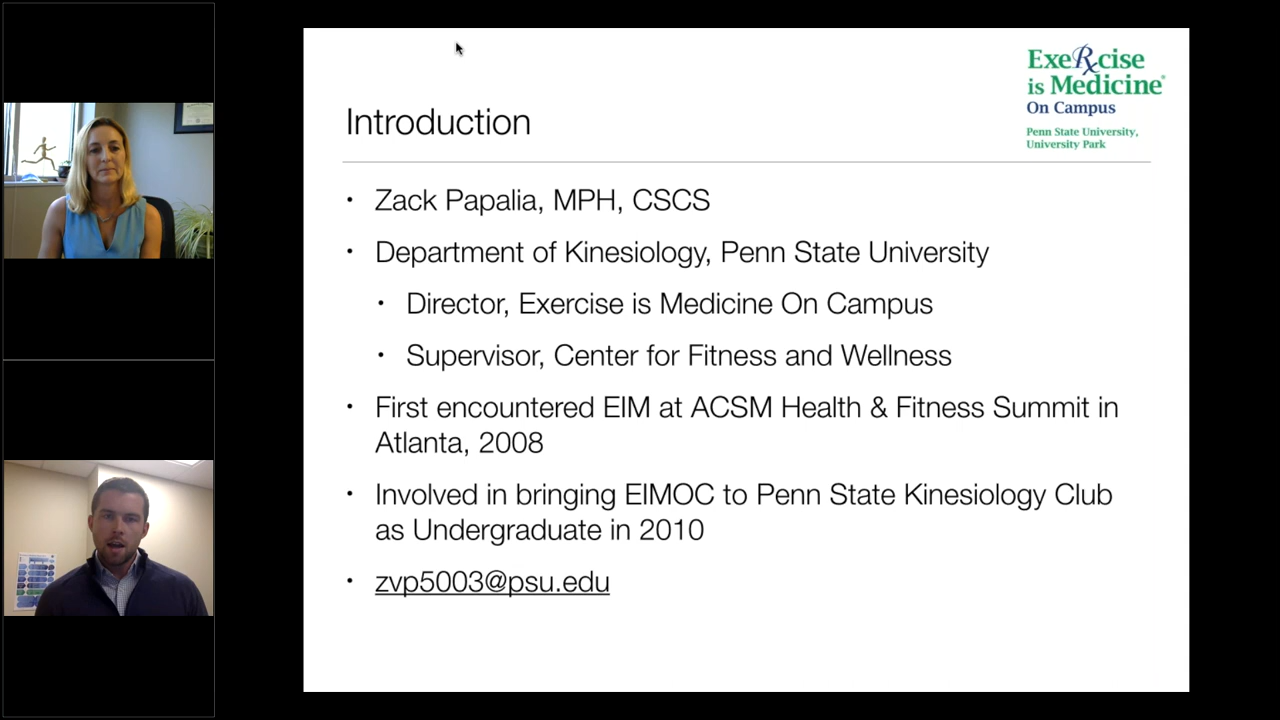 ExeRxcise
is Medicine®
On Campus
Penn State University,
University Park
Introduction
• Zack Papalia, MPH, CSCS
• Department of Kinesiology, Penn State University
• Director, Exercise is Medicine On Campus
• Supervisor, Center for Fitness and Wellness
• First encountered EIM at ACSM Health & Fitness Summit in
Atlanta, 2008
• Involved in bringing EIMOC to Penn State Kinesiology Club
as Undergraduate in 2010
• zvp5003@psu.edu